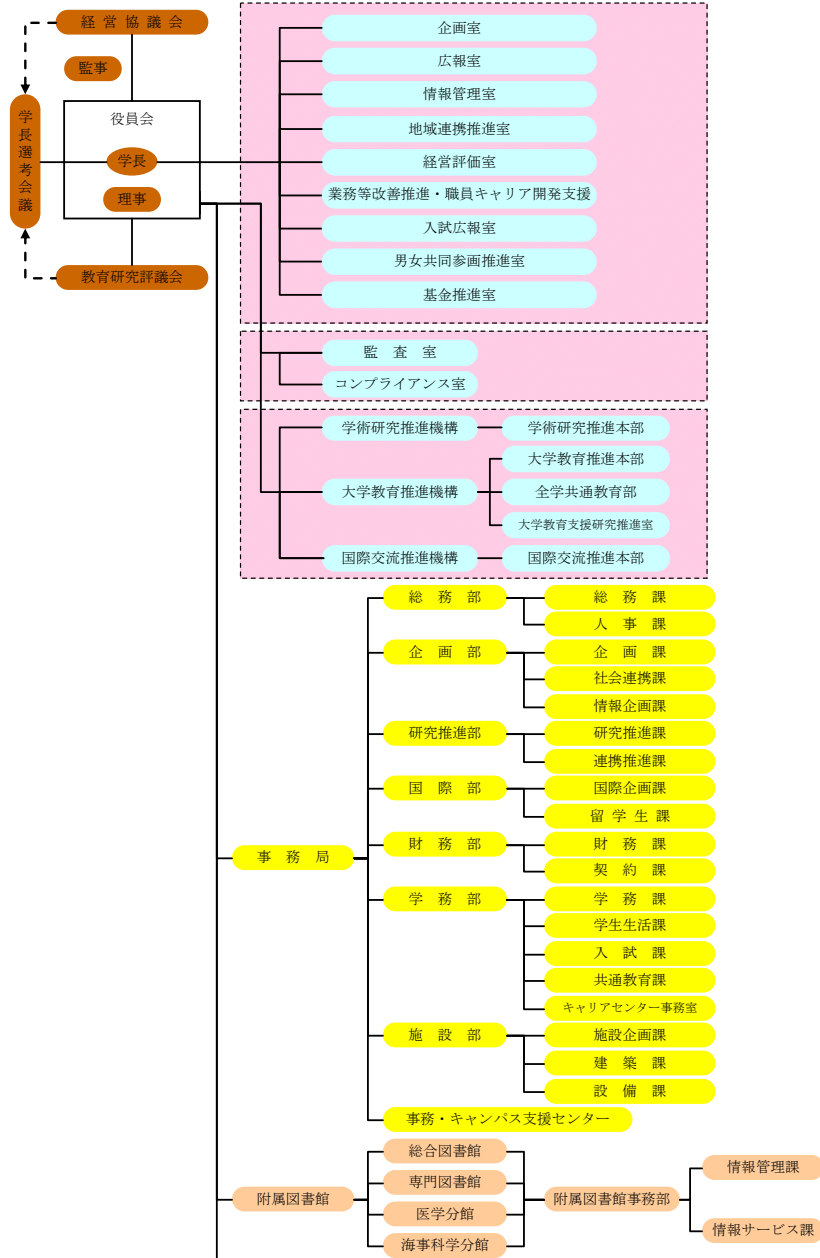 経営協議会
監事
学長選考会議
役員会
学長
理事
教育研究評議会
企画室
広報室
情報管理室
地域連携推進室
経営評価室
業務等改善推進・職員キャリア開発支援
入試広報室
男女共同参画推進室
基金推進室
監査室
コンプライアンス室
学術研究推進機構
学術研究推進本部
大学教育推進機構
大学教育推進本部
全学共通教育部
大学教育支援研究推進室
国際交流推進機構
国際交流推進本部
事務局
総務部
総務課
人事課
企画部
企画課
社会連携課
情報企画課
研究推進部
研究推進課
連携推進課
国際部
国際企画課
留学生課
財務部
財務課
契約課
学務部
学務課
学生生活課
入試課
共通教育課
キャリアセンター事務室
施設部
施設企画課
建築課
設備課
事務・キャンパス支援センター
附属図書館
総合図書館
専門図書館
医学分館
海事科学分館
附属図書館事務部
情報管理課
情報サービス課